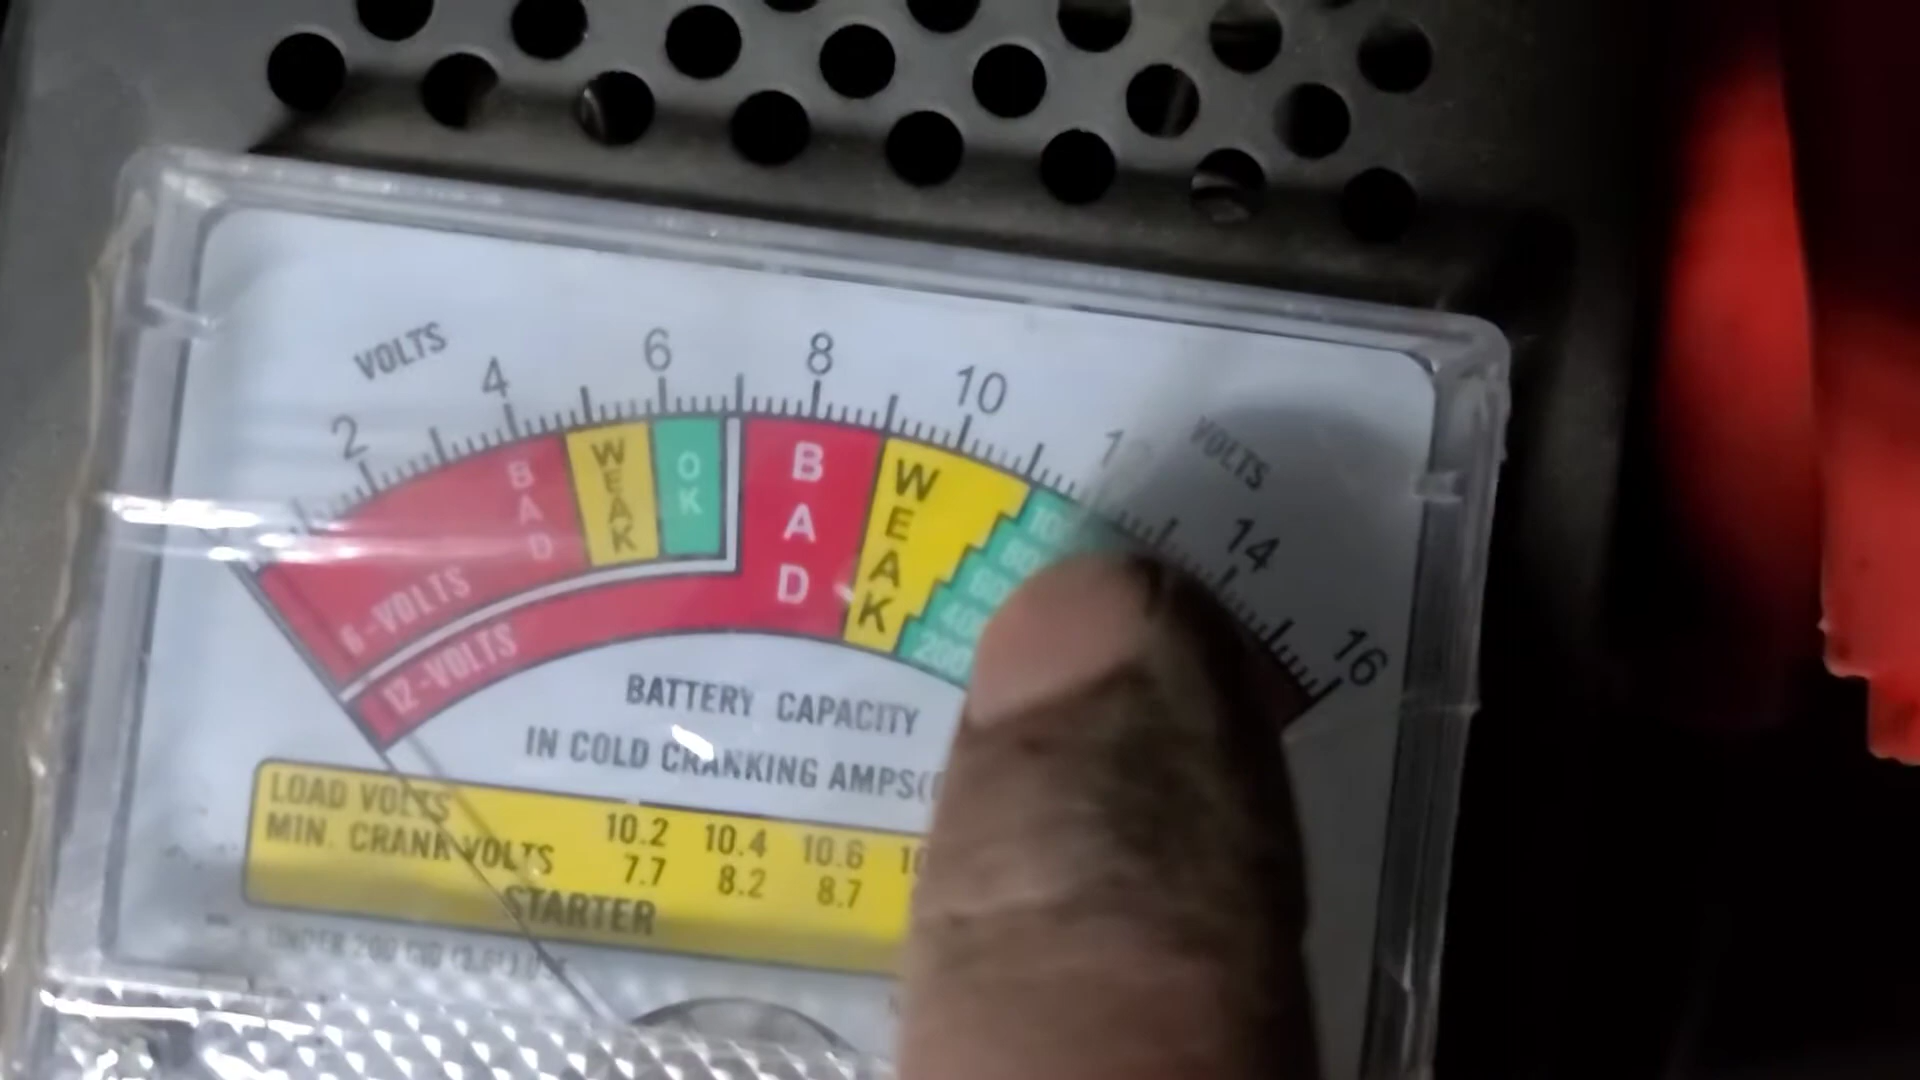 VOLTS
2 4 6 8 10
VOLTS
14
16
BAD
WEAK
OK
BAD
WEAK
200
6-VOLTS
12-VOLTS
BATTERY CAPACITY
IN COLD CRANKING AMPS
LOAD VOLTS 10.2 10.4 10.6
MIN. CRANK VOLTS 7.7 8.2 8.7
STARTER